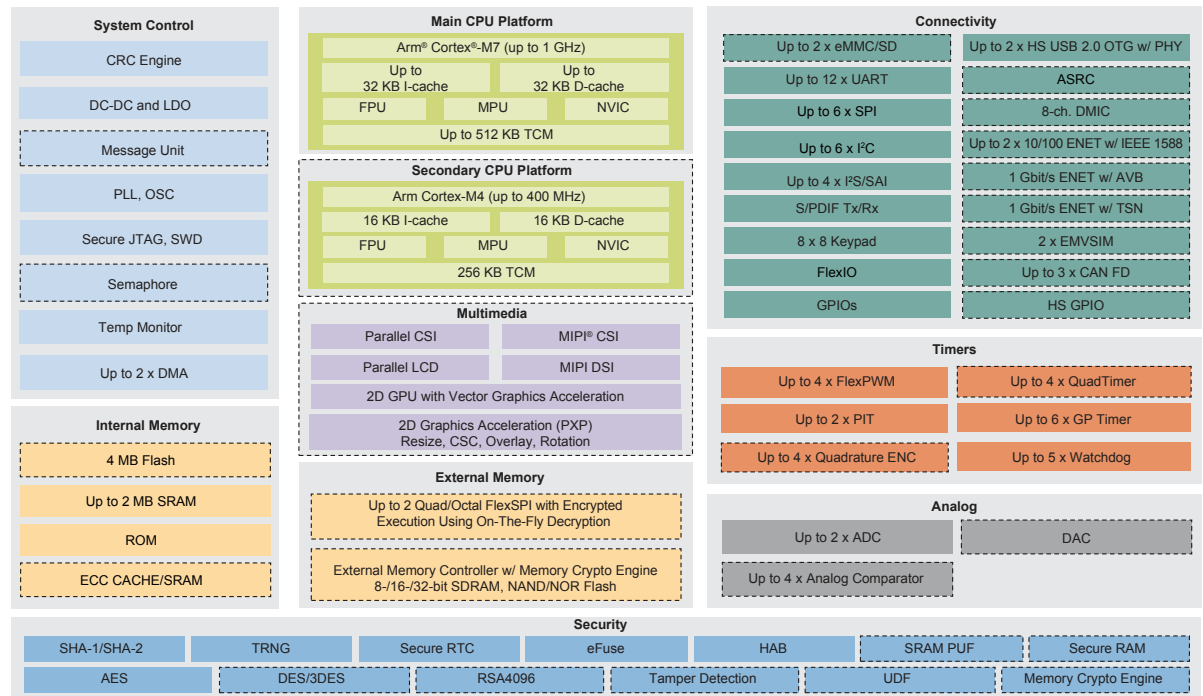 System Control
CRC Engine
DC-DC and LDO
Message Unit
PLL, OSC
Secure JTAG, SWD
Semaphore
Temp Monitor
Up to 2 x DMA
Internal Memory
4 MB Flash
Up to 2 MB SRAM
ROM
ECC CACHE/SRAM
Main CPU Platform
Arm® Cortex®-M7 (up to 1 GHz)
Up to
32 KB I-cache
Up to
32 KB D-cache
FPU
MPU
NVIC
Up to 512 KB TCM
Secondary CPU Platform
Arm Cortex-M4 (up to 400 MHz)
16 KB I-cache
16 KB D-cache
FPU
MPU
NVIC
256 KB TCM
Multimedia
Parallel CSI
MIPI® CSI
Parallel LCD
MIPI DSI
2D GPU with Vector Graphics Acceleration
2D Graphics Acceleration (PXP)
Resize, CSC, Overlay, Rotation
External Memory
Up to 2 Quad/Octal FlexSPI with Encrypted
Execution Using On-The-Fly Decryption
External Memory Controller w/ Memory Crypto Engine
8-/16-/32-bit SDRAM, NAND/NOR Flash
Connectivity
Up to 2 x eMMC/SD
Up to 2 x HS USB 2.0 OTG w/ PHY
Up to 12 x UART
ASRC
Up to 6 x SPI
8-ch. DMIC
Up to 6 x I²C
Up to 2 x 10/100 ENET w/ IEEE 1588
Up to 4 x I²S/SAI
1 Gbit/s ENET w/ AVB
S/PDIF Tx/Rx
1 Gbit/s ENET w/ TSN
8 x 8 Keypad
2 x EMVSIM
FlexIO
Up to 3 x CAN FD
GPIOs
HS GPIO
Timers
Up to 4 x FlexPWM
Up to 4 x QuadTimer
Up to 2 x PIT
Up to 6 x GP Timer
Up to 4 x Quadrature ENC
Up to 5 x Watchdog
Analog
Up to 2 x ADC
DAC
Up to 4 x Analog Comparator
Security
SHA-1/SHA-2
TRNG
Secure RTC
eFuse
HAB
SRAM PUF
Secure RAM
AES
DES/3DES
RSA4096
Tamper Detection
UDF
Memory Crypto Engine